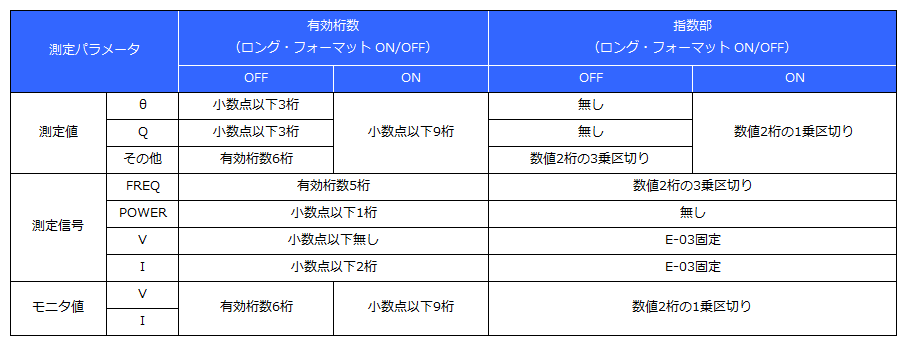 測定パラメータ
有効桁数
（ロング・フォーマット ON/OFF）
指数部
（ロング・フォーマット ON/OFF）
OFF
ON
OFF
ON
測定値
θ
小数点以下3桁
小数点以下9桁
無し
数値2桁の1乗区切り
Q
小数点以下3桁
無し
その他
有効桁数6桁
数値2桁の3乗区切り
測定信号
FREQ
有効桁数5桁
数値2桁の3乗区切り
POWER
小数点以下1桁
無し
V
小数点以下無し
E-03固定
I
小数点以下2桁
E-03固定
モニタ値
V
有効桁数6桁
小数点以下9桁
数値2桁の1乗区切り
I